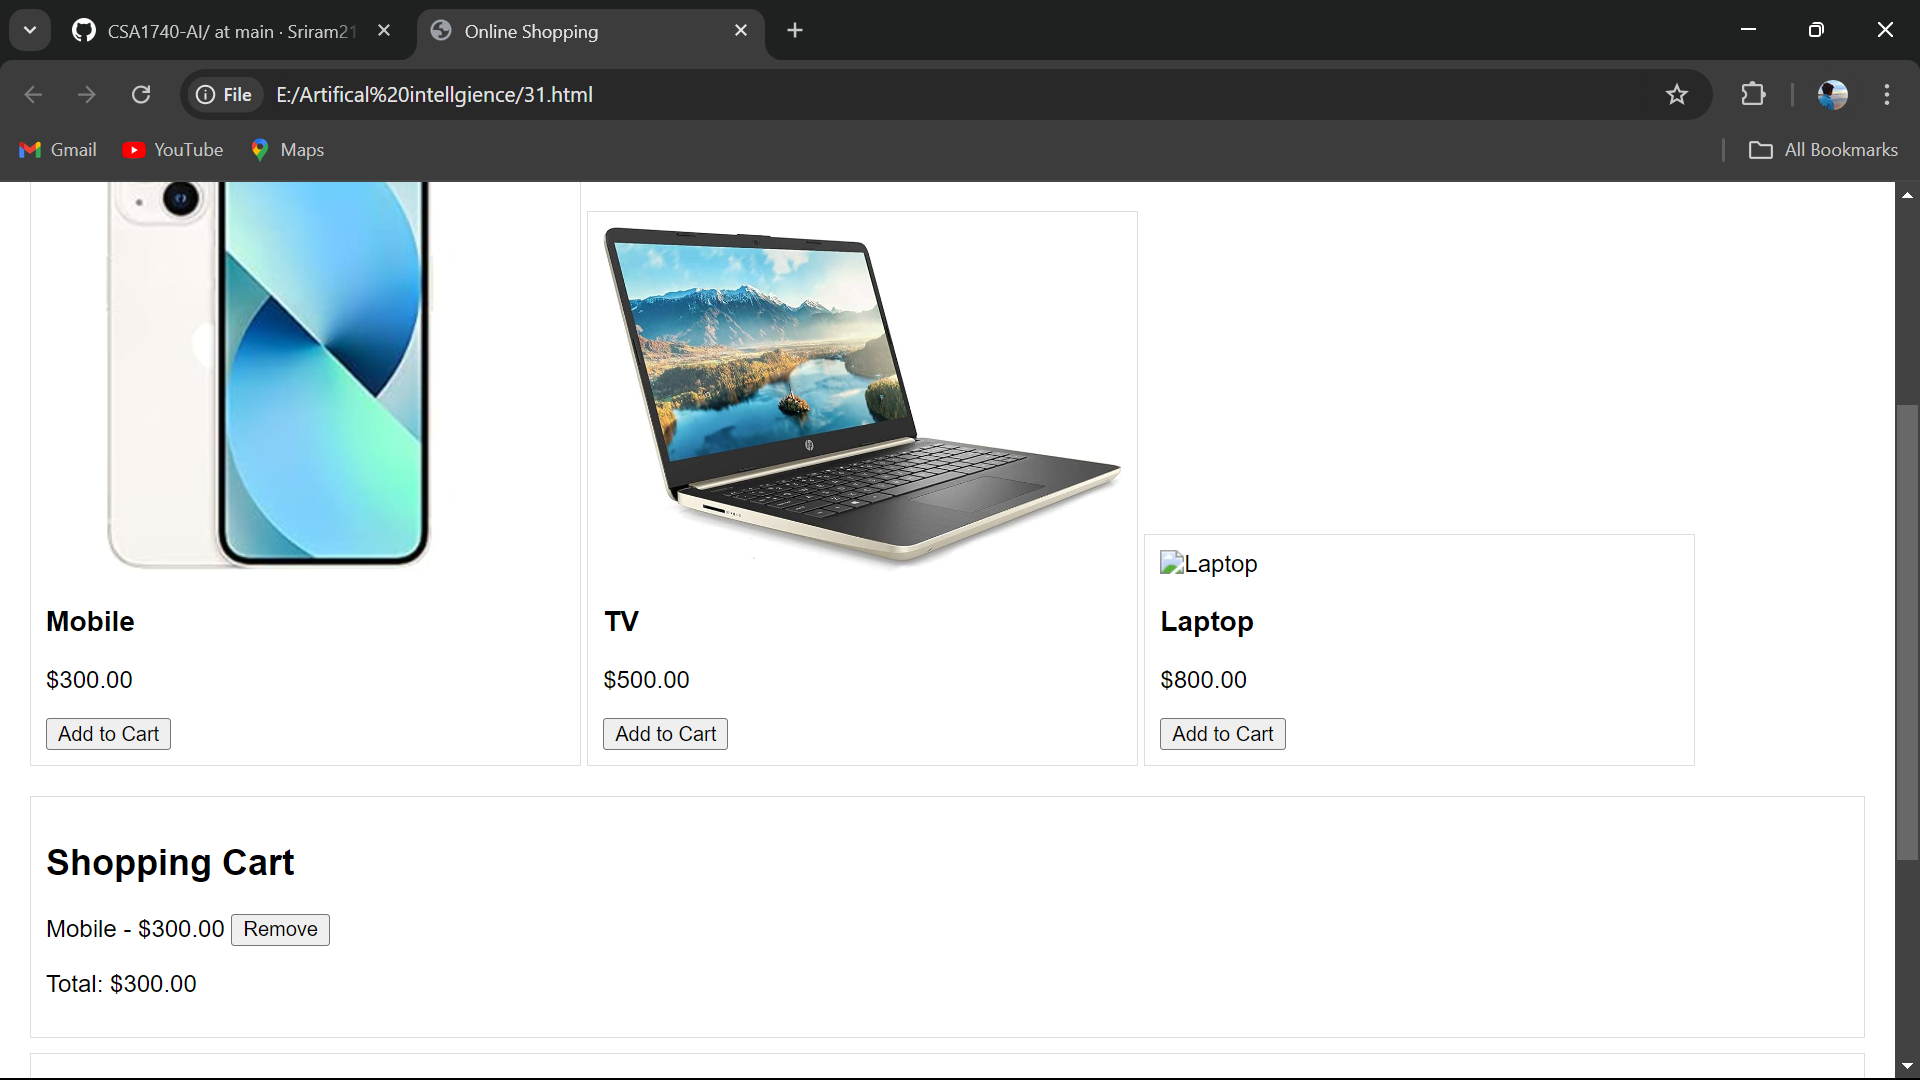 CSA1740-AI/ at main · Sriram21
Online Shopping
File
E:/Artifical%20intellgience/31.html
Gmail
YouTube
Maps
All Bookmarks
hp
Laptop
Mobile
TV
Laptop
$300.00
$500.00
$800.00
Add to Cart
Add to Cart
Add to Cart
Shopping Cart
Mobile - $300.00 Remove
Total: $300.00